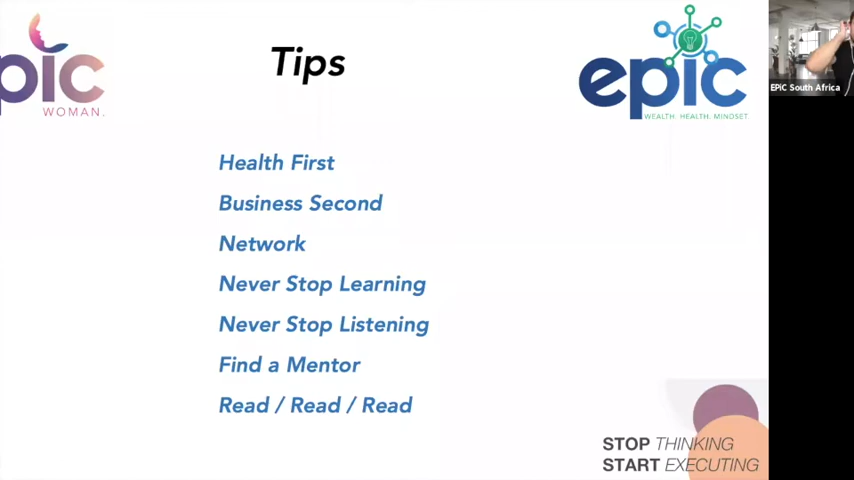 pic
WOMAN.
Tips
epic
WEALTH. HEALTH. MINDSET
EPiC South Africa
Health First
Business Second
Network
Never Stop Learning
Never Stop Listening
Find a Mentor
Read / Read / Read
STOP THINKING
START EXECUTING